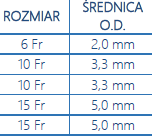 ROZMIAR ŚREDNICA O.D.
6 Fr 2,0 mm
10 Fr 3,3 mm
10 Fr 3,3 mm
15 Fr 5,0 mm
15 Fr 5,0 mm